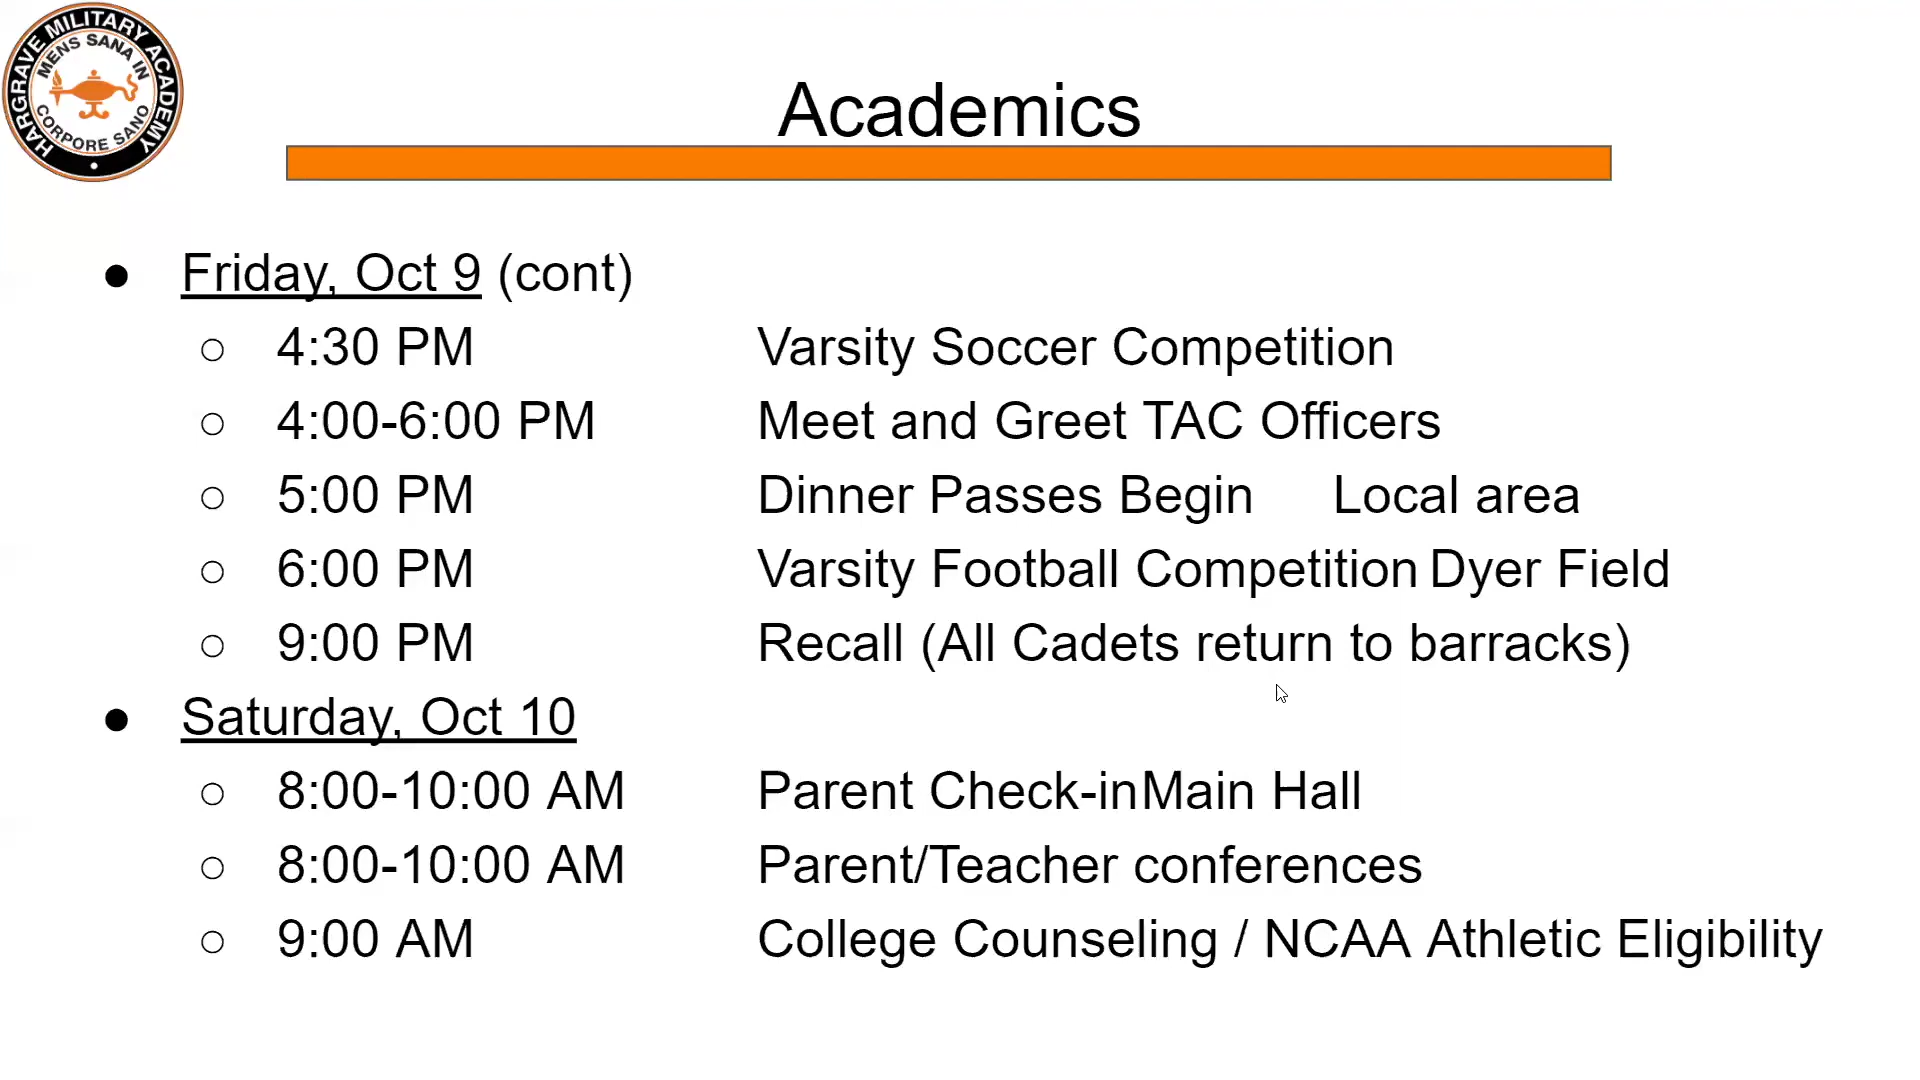 HARGRAVE MILITARY ACADEMY
MENS SANA IN
CORPORE SANO
Academics
Friday, Oct 9 (cont)
4:30 PM Varsity Soccer Competition
4:00-6:00 PM Meet and Greet TAC Officers
5:00 PM Dinner Passes Begin Local area
6:00 PM Varsity Football Competition Dyer Field
9:00 PM Recall (All Cadets return to barracks)
Saturday, Oct 10
8:00-10:00 AM Parent Check-in Main Hall
8:00-10:00 AM Parent/Teacher conferences
9:00 AM College Counseling / NCAA Athletic Eligibility